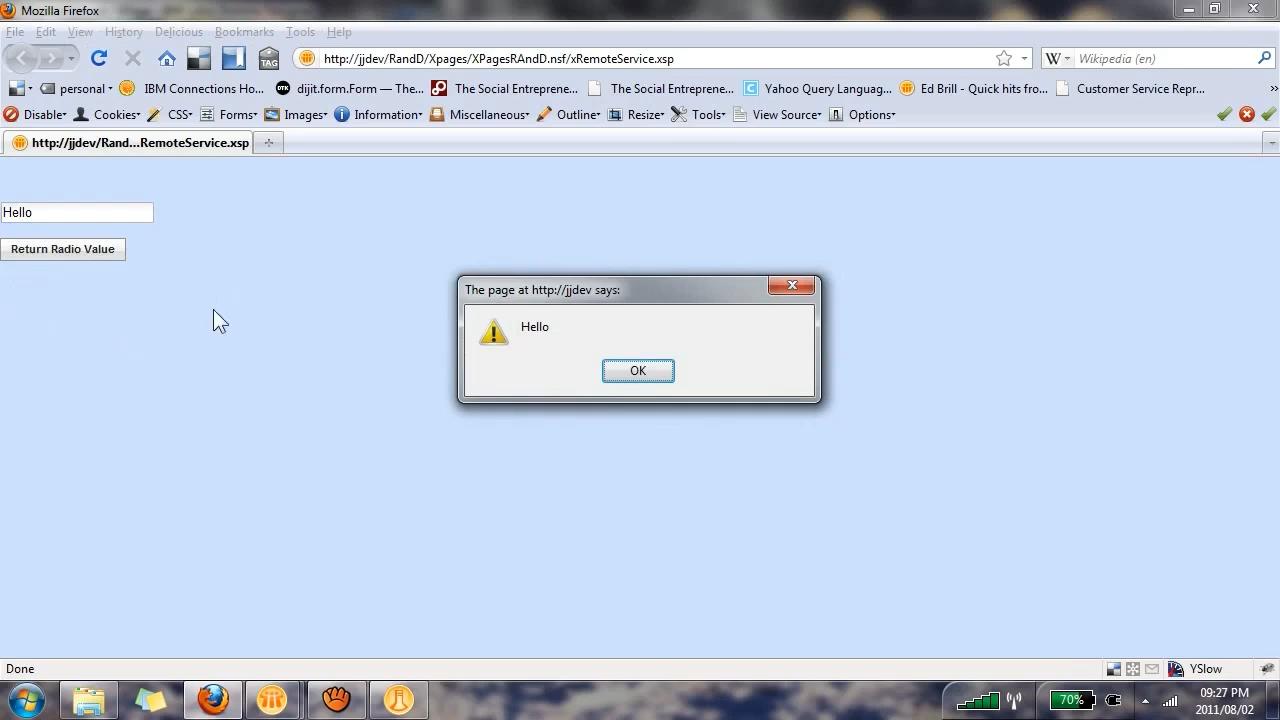 Mozilla Firefox
File Edit View History Delicious Bookmarks Tools Help
TAG http://jjdev/RandD/Xpages/XPagesRAndD.nsf/xRemoteService.xsp W Wikipedia (en)
personal IBM Connections Ho... DTK dijit.form.Form — The... The Social Entreprene... The Social Entreprene... Yahoo Query Languag... Ed Brill - Quick hits fro... Customer Service Repr... »
Disable Cookies CSS Forms Images Information Miscellaneous Outline Resize Tools View Source Options
http://jjdev/Rand...RemoteService.xsp
Hello
Return Radio Value
The page at http://jjdev says:
Hello
OK
Done YSlow
70% 09:27 PM
2011/08/02